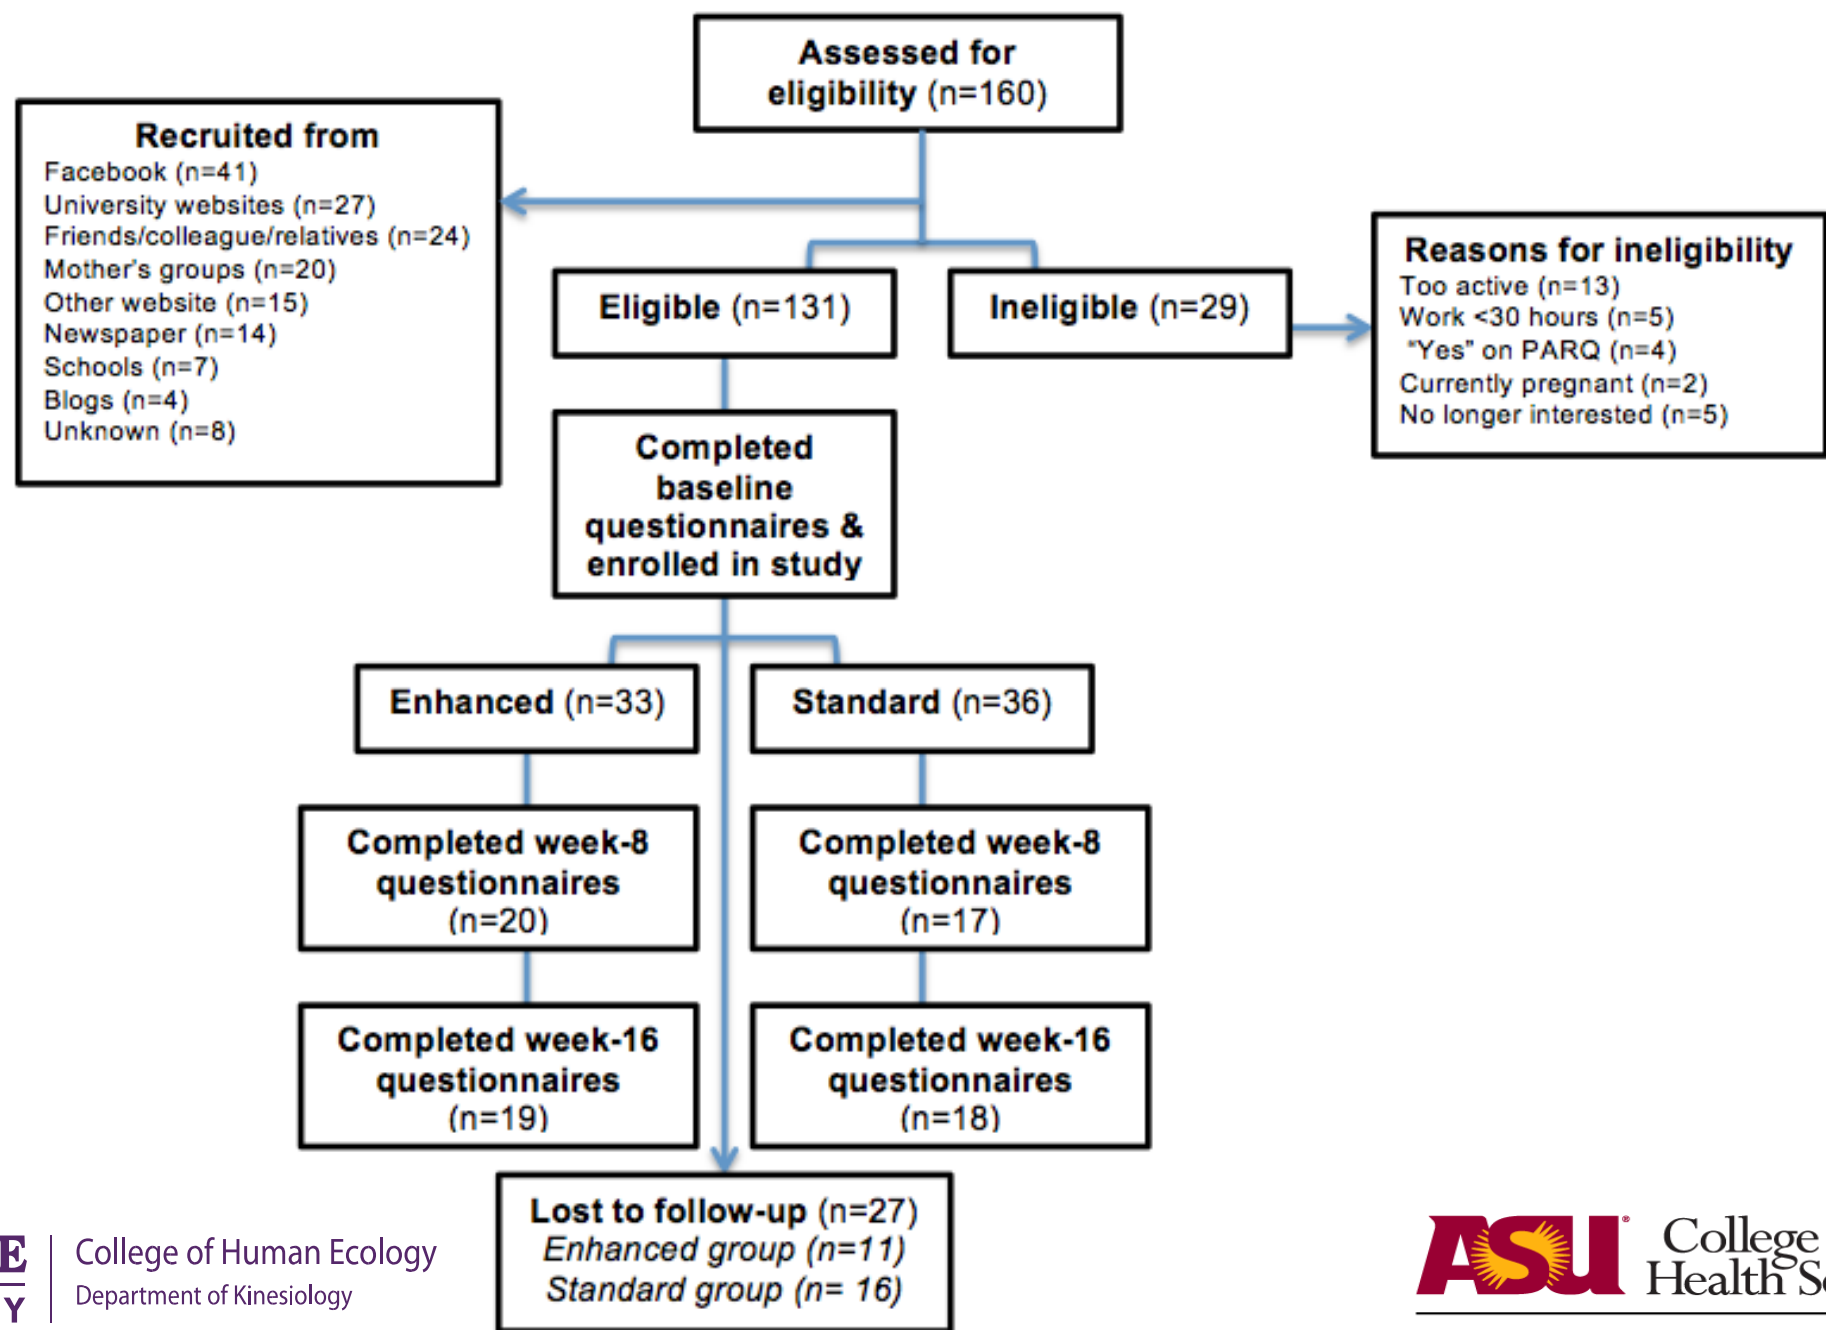 Assessed for
eligibility (n=160)
Recruited from
Facebook (n=41)
University websites (n=27)
Friends/colleague/relatives (n=24)
Mother's groups (n=20)
Other website (n=15)
Newspaper (n=14)
Schools (n=7)
Blogs (n=4)
Unknown (n=8)
Reasons for ineligibility
Too active (n=13)
Work <30 hours (n=5)
"Yes" on PARQ (n=4)
Currently pregnant (n=2)
No longer interested (n=5)
Eligible (n=131)
Ineligible (n=29)
Completed
baseline
questionnaires &
enrolled in study
Enhanced (n=33)
Standard (n=36)
Completed week-8
questionnaires
(n=20)
Completed week-8
questionnaires
(n=17)
Completed week-16
questionnaires
(n=19)
Completed week-16
questionnaires
(n=18)
Lost to follow-up (n=27)
Enhanced group (n=11)
Standard group (n= 16)
E
Y
College of Human Ecology
Department of Kinesiology
ASU
College
Health